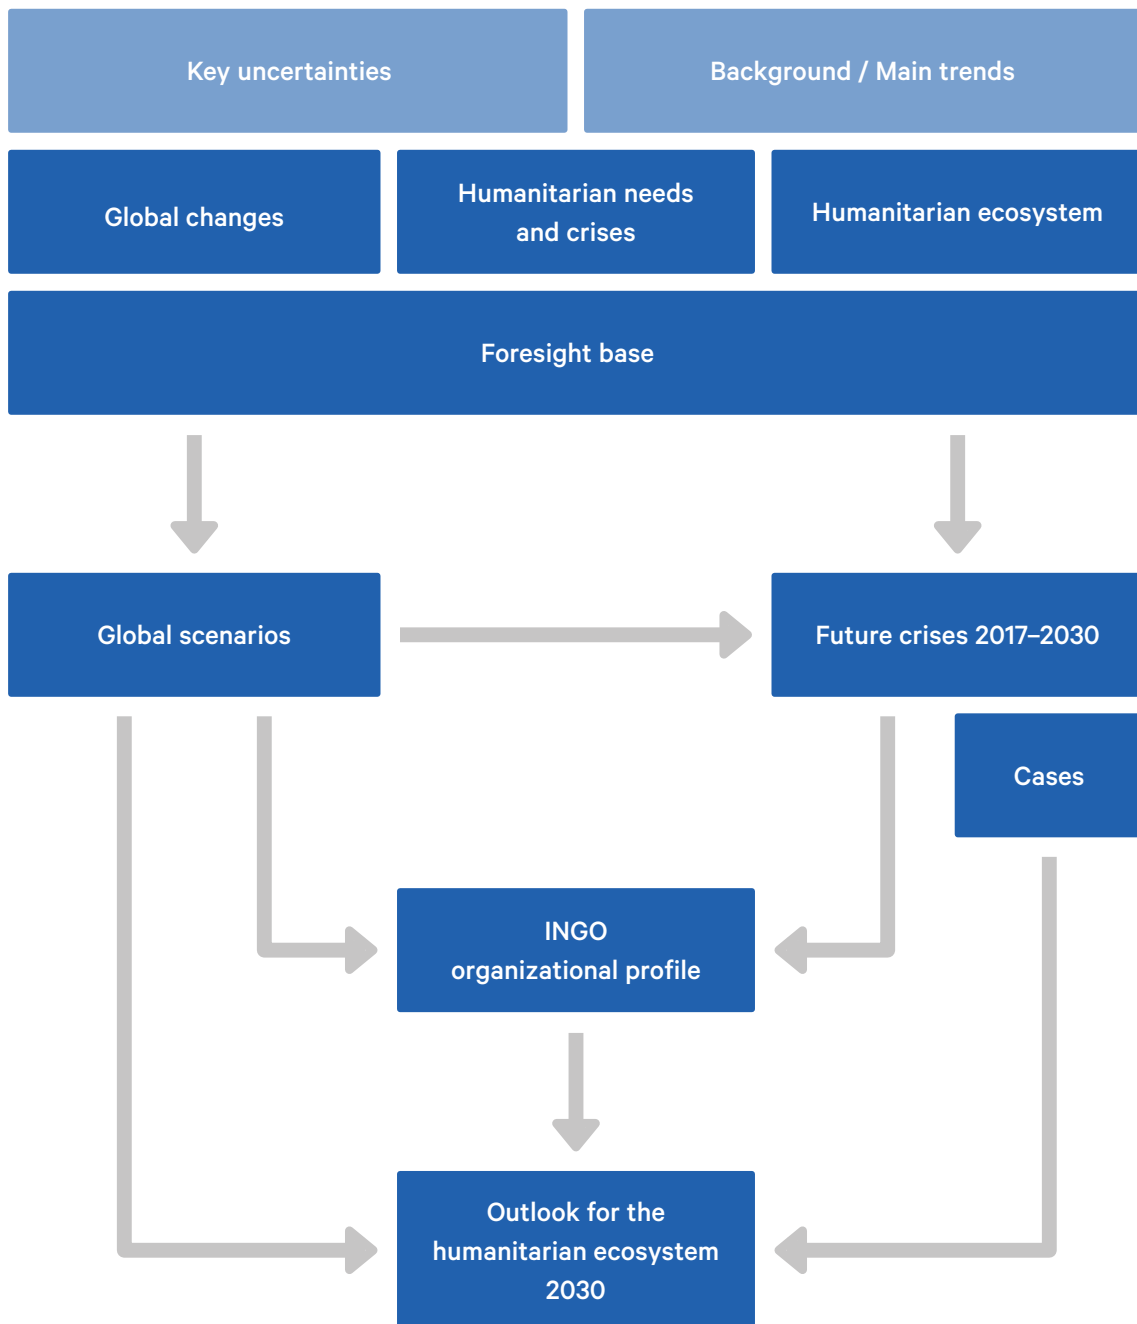 Key uncertainties
Background / Main trends
Global changes
Humanitarian needs
and crises
Humanitarian ecosystem
Foresight base
Global scenarios
Future crises 2017–2030
Cases
INGO
organizational profile
Outlook for the
humanitarian ecosystem
2030